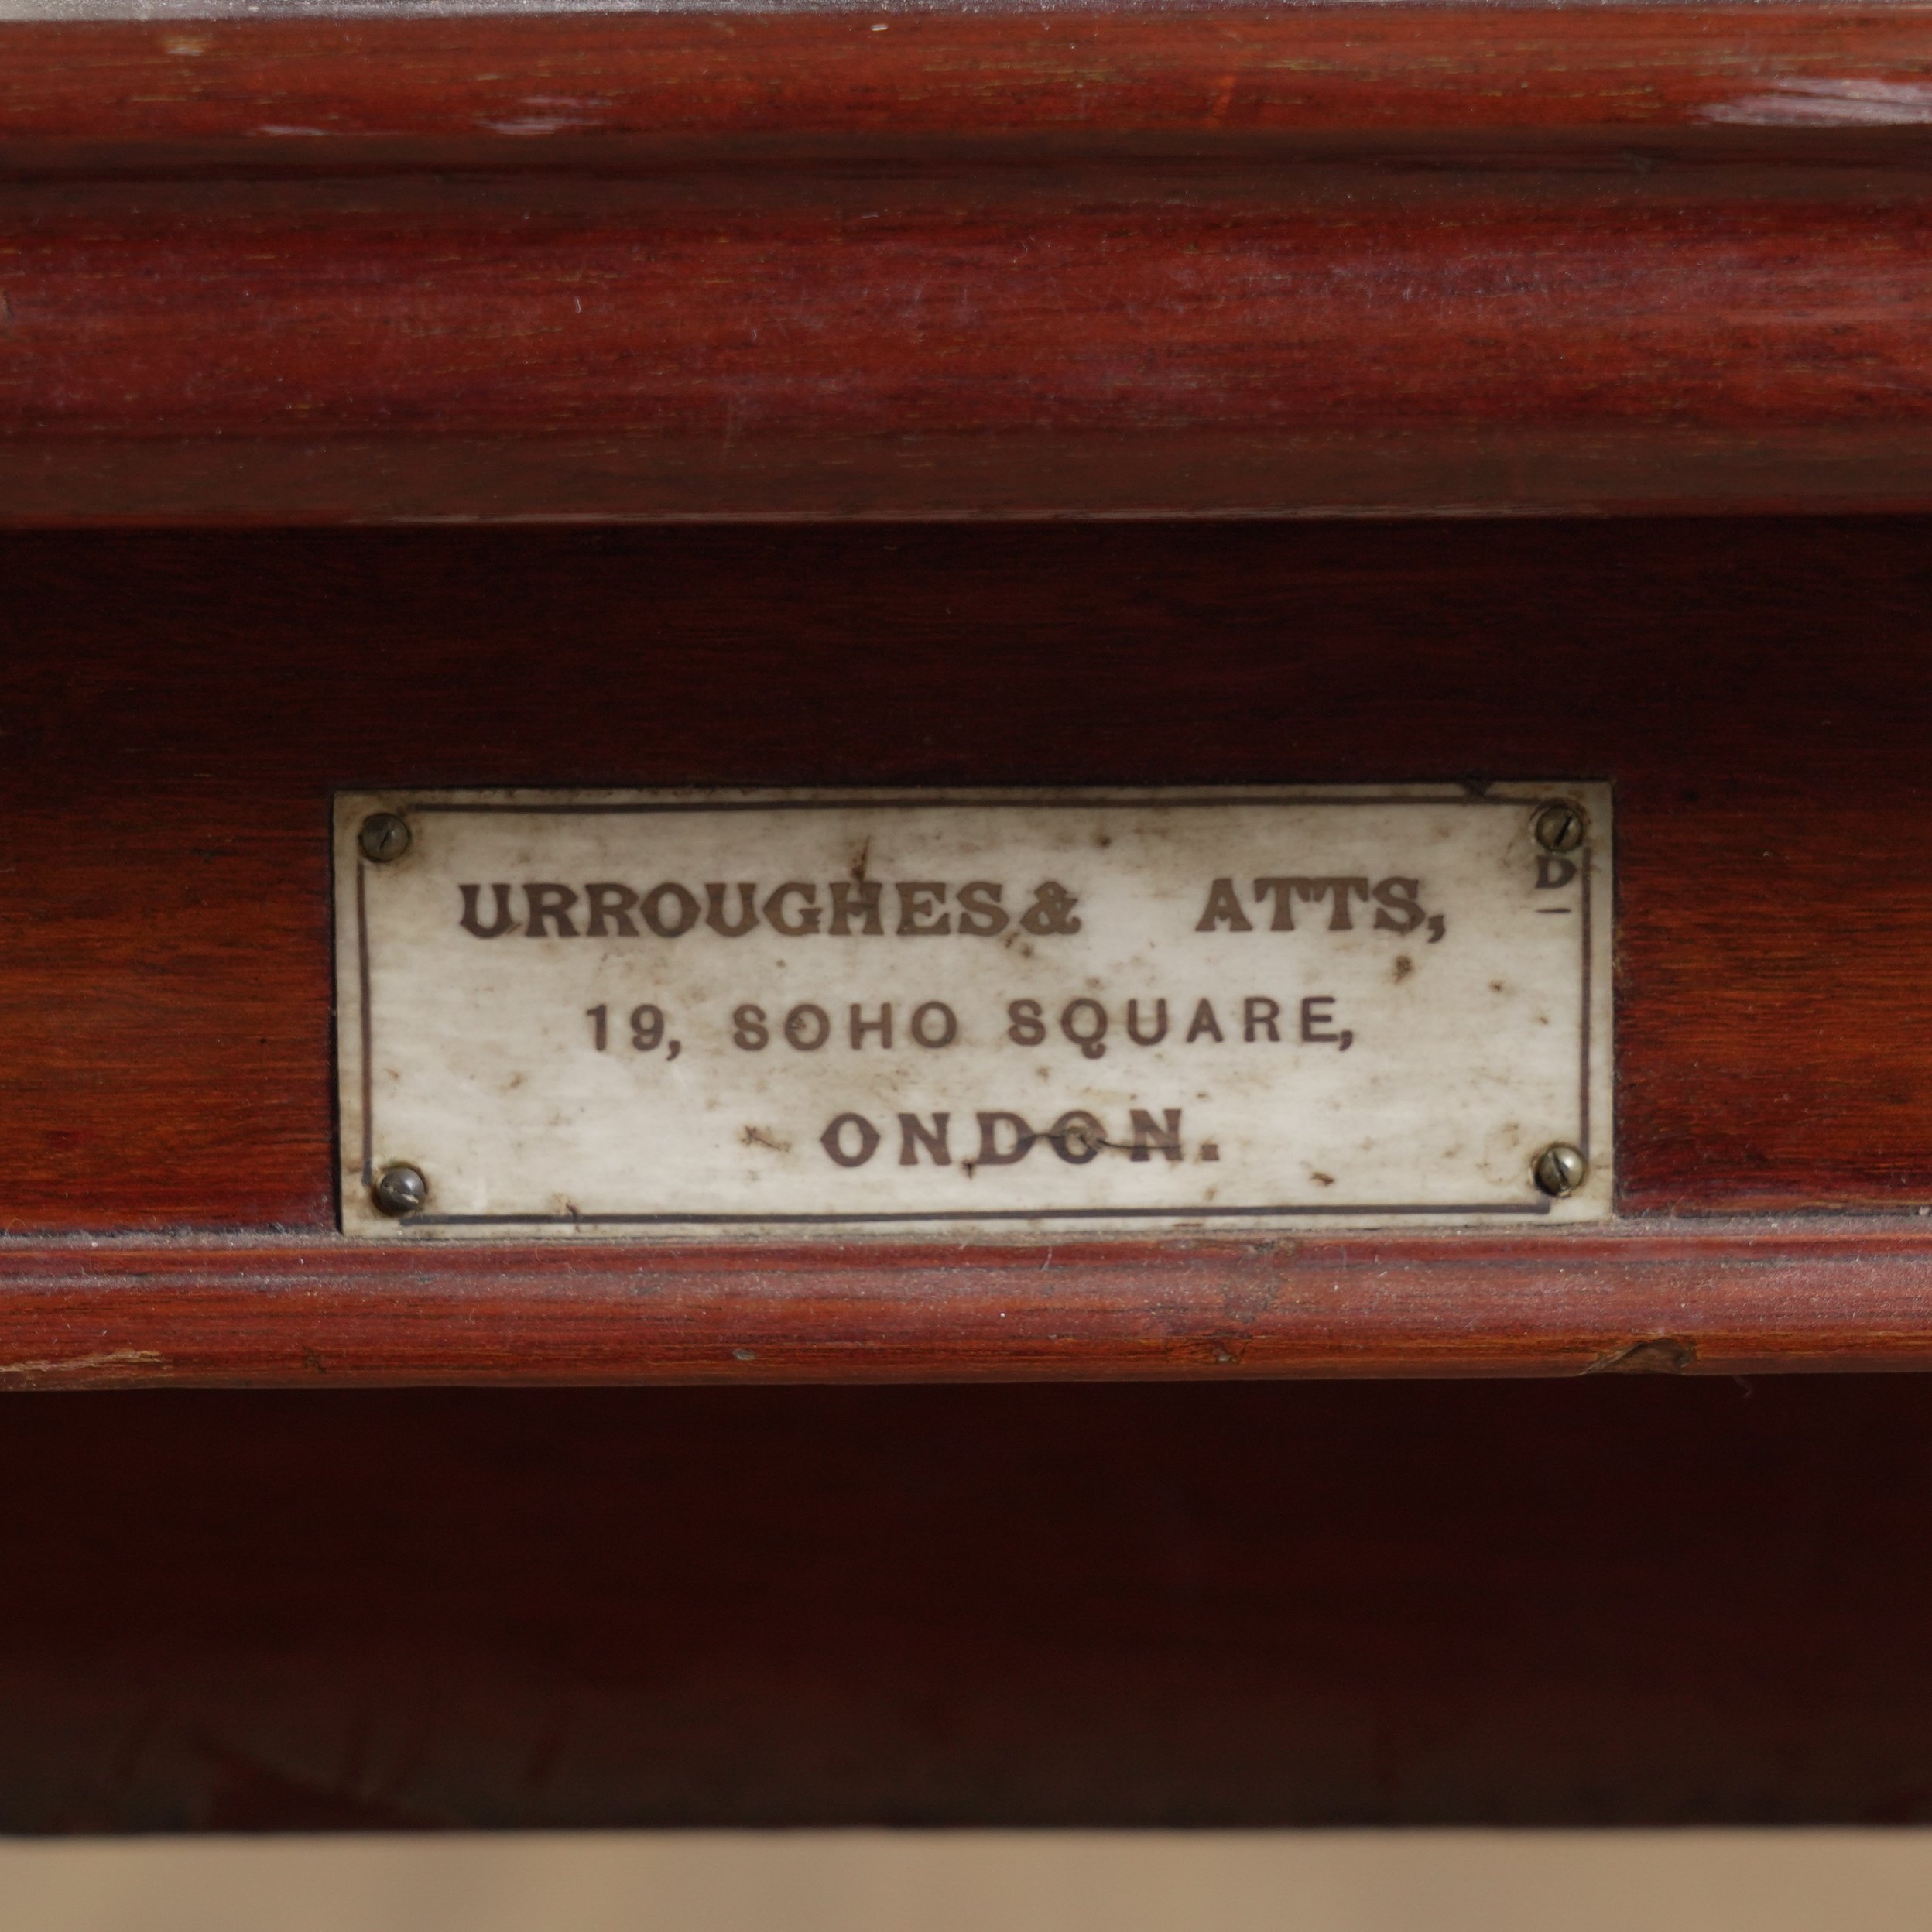 URROUGHES & ATTS, D
19, SOHO SQUARE,
ONDON.